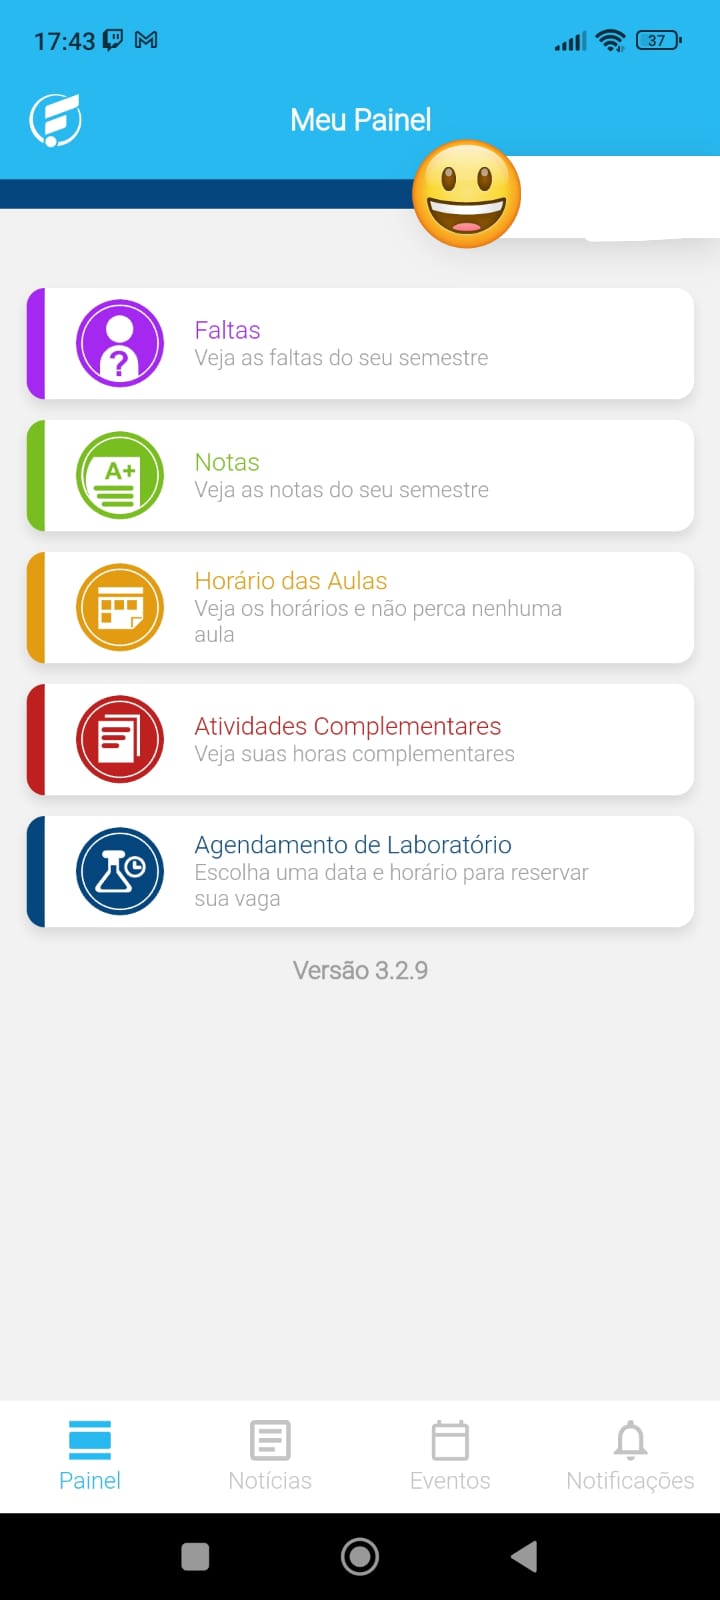 17:43
37
Meu Painel
Faltas
Veja as faltas do seu semestre
A+
Notas
Veja as notas do seu semestre
Horário das Aulas
Veja os horários e não perca nenhuma
aula
Atividades Complementares
Veja suas horas complementares
Agendamento de Laboratório
Escolha uma data e horário para reservar
sua vaga
Versão 3.2.9
Painel
Notícias
Eventos
Notificações